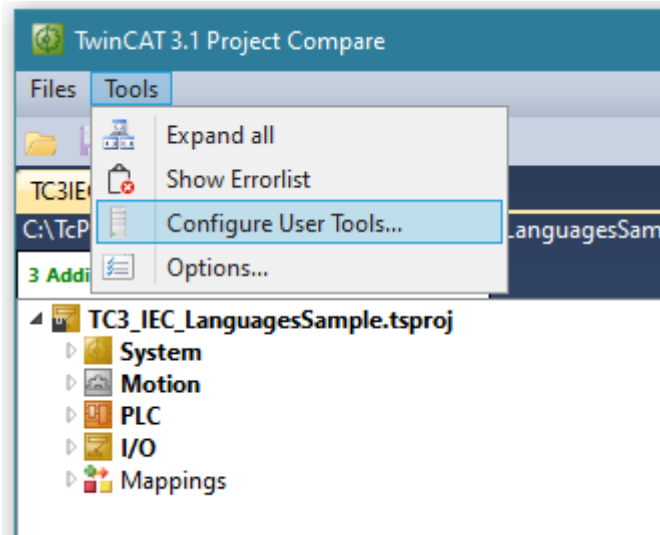 TwinCAT 3.1 Project Compare
Files Tools
Expand all
Show Errorlist
TC3IE
Configure User Tools...
C:\TcP
.anguagesSam
Options...
3 Addi
TC3_IEC_LanguagesSample.tsproj
System
Motion
PLC
I/O
Mappings